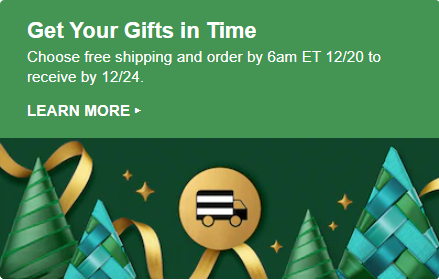 Get Your Gifts in Time
Choose free shipping and order by 6am ET 12/20 to
receive by 12/24.
LEARN MORE ▸